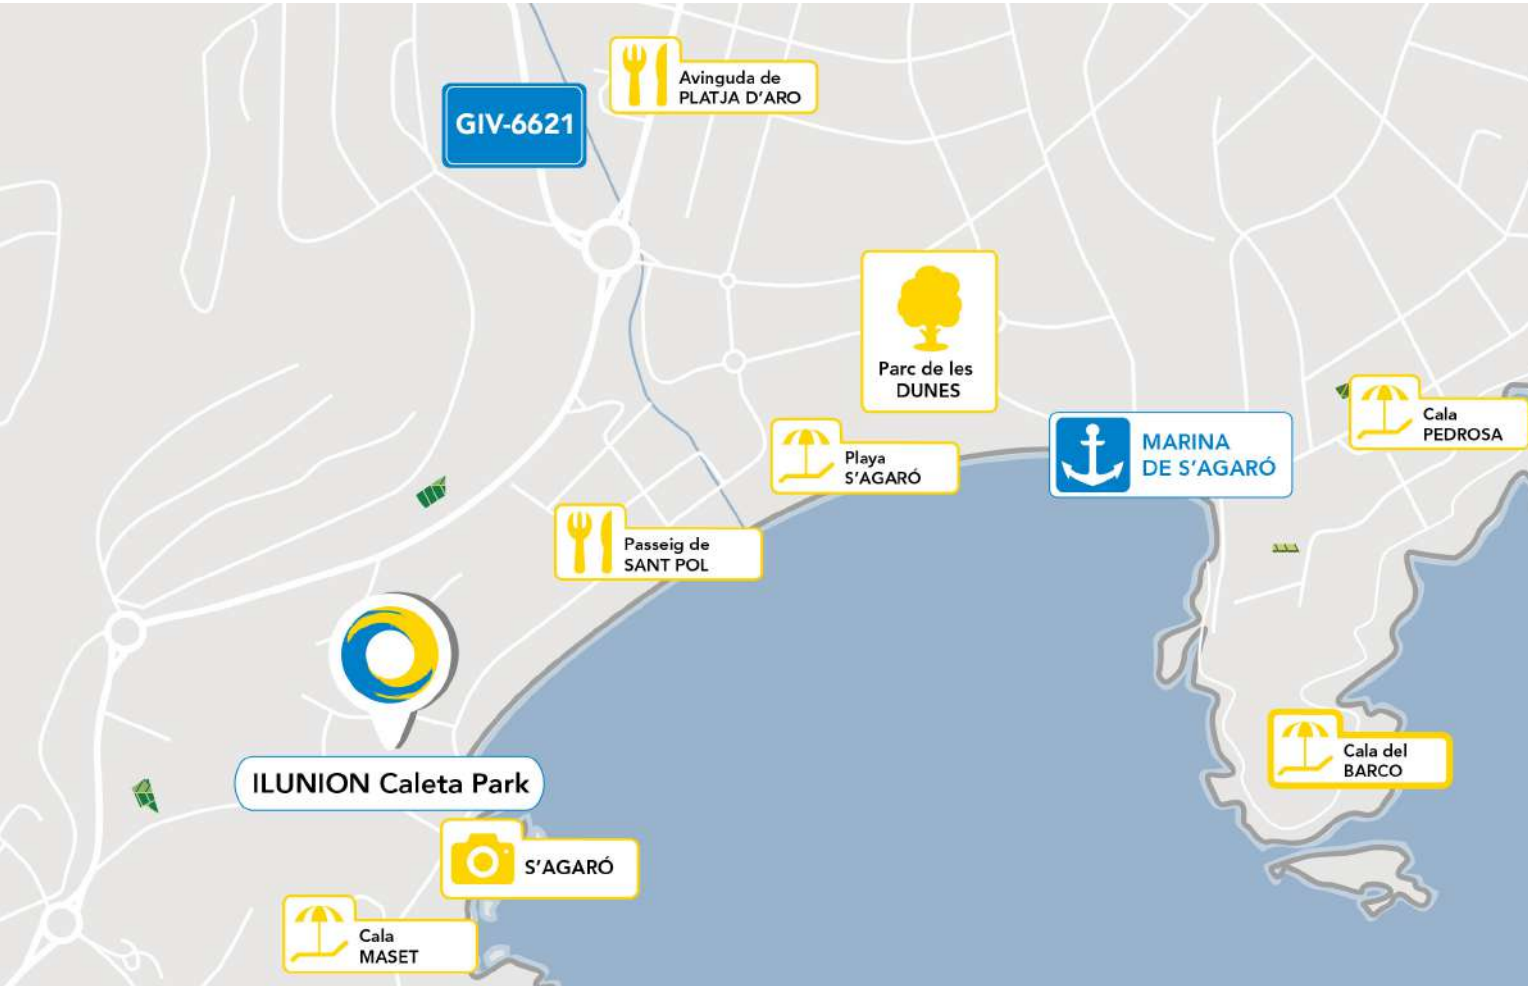 Avinguda de
PLATJA D'ARO
GIV-6621
Parc de les
DUNES
Cala
PEDROSA
MARINA
DE S'AGARÓ
Playa
S'AGARÓ
Passeig de
SANT POL
Cala del
BARCO
ILUNION Caleta Park
S'AGARÓ
Cala
MASET